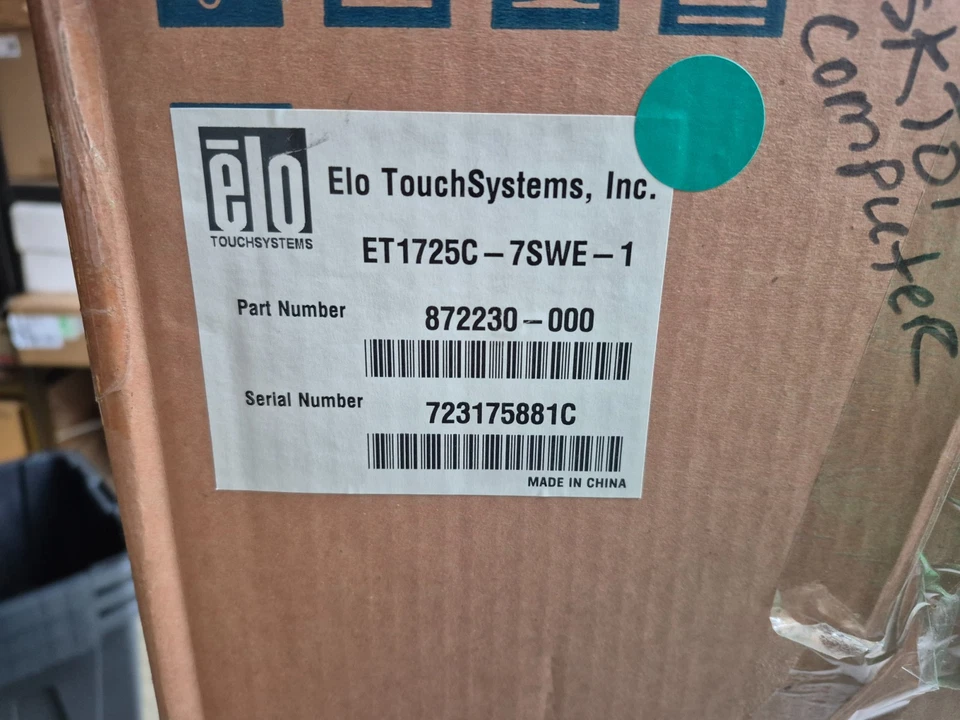 ēlo
TOUCHSYSTEMS
Elo TouchSystems, Inc.
ET1725C-7SWE-1
Part Number
872230-000
Serial Number
723175881C
MADE IN CHINA
Computer